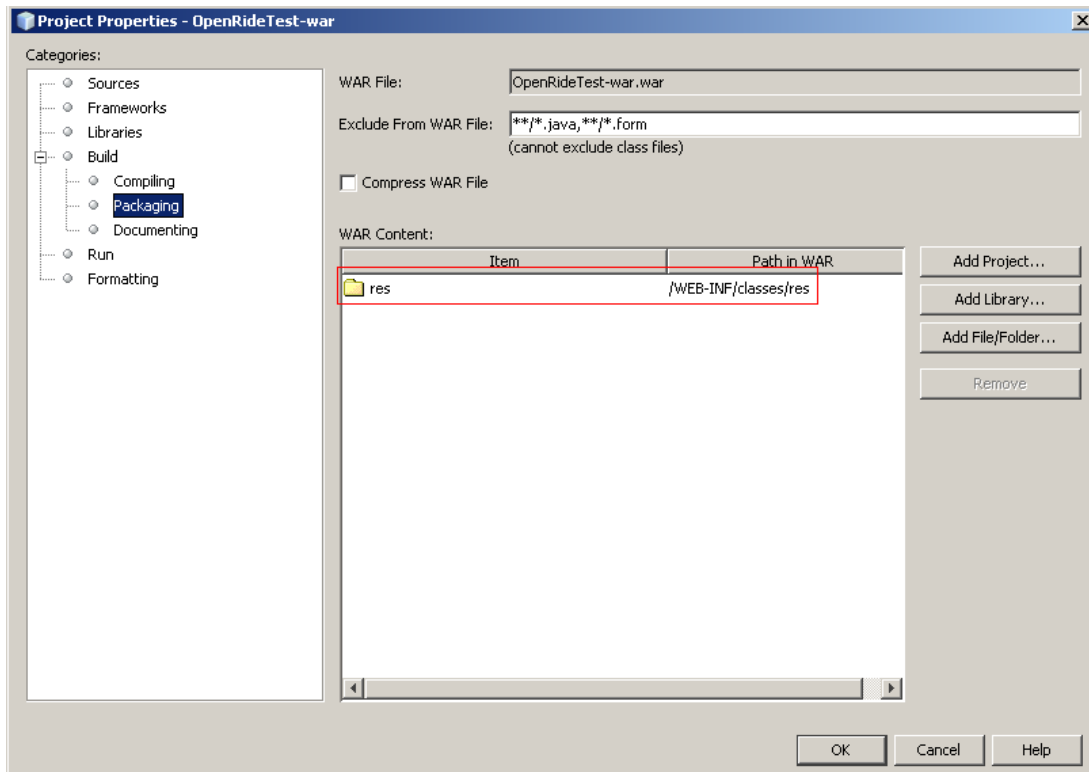 Project Properties - OpenRideTest-war
Categories:
Sources
Frameworks
Libraries
Build
Compiling
Packaging
Documenting
Run
Formatting
WAR File: OpenRideTest-war.war
Exclude From WAR File: **/*.java,**/*.form
(cannot exclude class files)
Compress WAR File
WAR Content:
Item Path in WAR
res /WEB-INF/classes/res
Add Project...
Add Library...
Add File/Folder...
Remove
OK Cancel Help